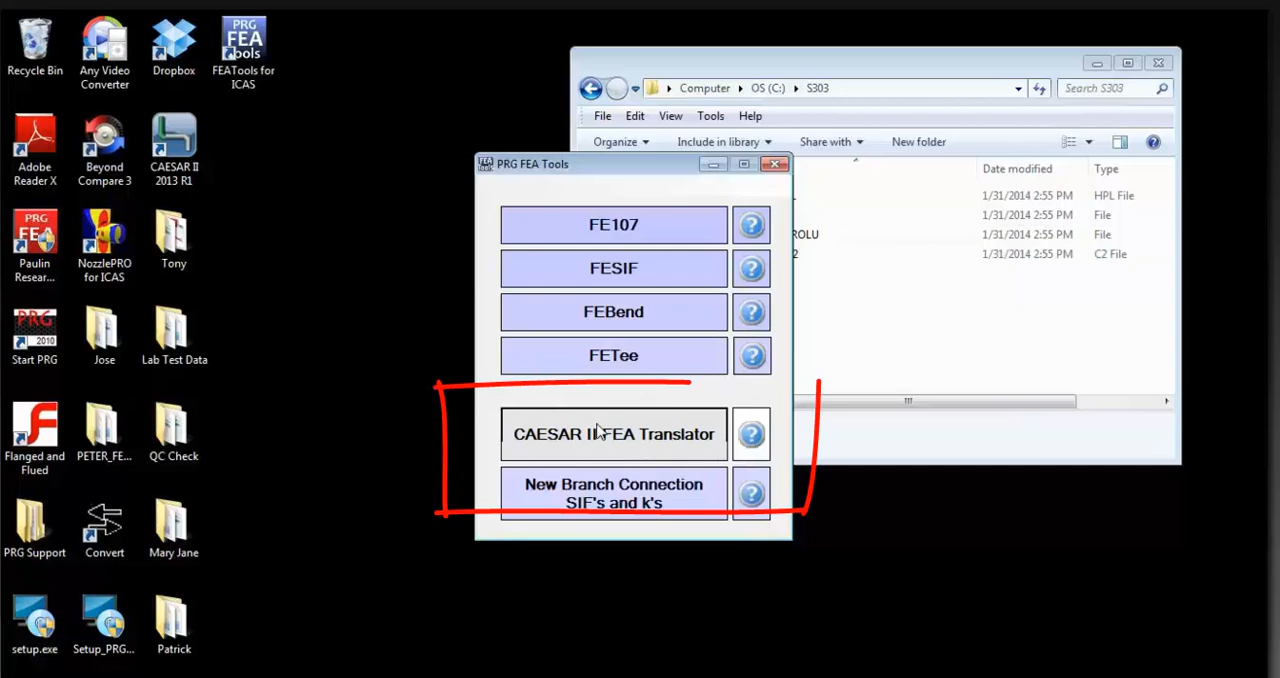 Recycle Bin
Any Video
Converter
Dropbox
PRG
FEA
Tools
FEATools for
ICAS
Adobe
Reader X
Beyond
Compare 3
CAESAR II
2013 R1
PRG
FEA
Paulin
Resear...
NozzlePRO
for ICAS
Tony
PRG
2010
Start PRG
Jose
Lab Test Data
Flanged and
Flued
PETER_FE...
QC Check
PRG Support
Convert
Mary Jane
setup.exe
Setup_PRG...
Patrick
Computer
OS (C:)
S303
Search S303
File
Edit
View
Tools
Help
Organize
Include in library
Share with
New folder
Date modified
Type
1/31/2014 2:55 PM
HPL File
1/31/2014 2:55 PM
File
ROLU
1/31/2014 2:55 PM
File
2
1/31/2014 2:55 PM
C2 File
FEA
Tools
PRG FEA Tools
FE107
?
FESIF
?
FEBend
?
FETee
?
CAESAR II FEA Translator
?
New Branch Connection
SIF's and k's
?